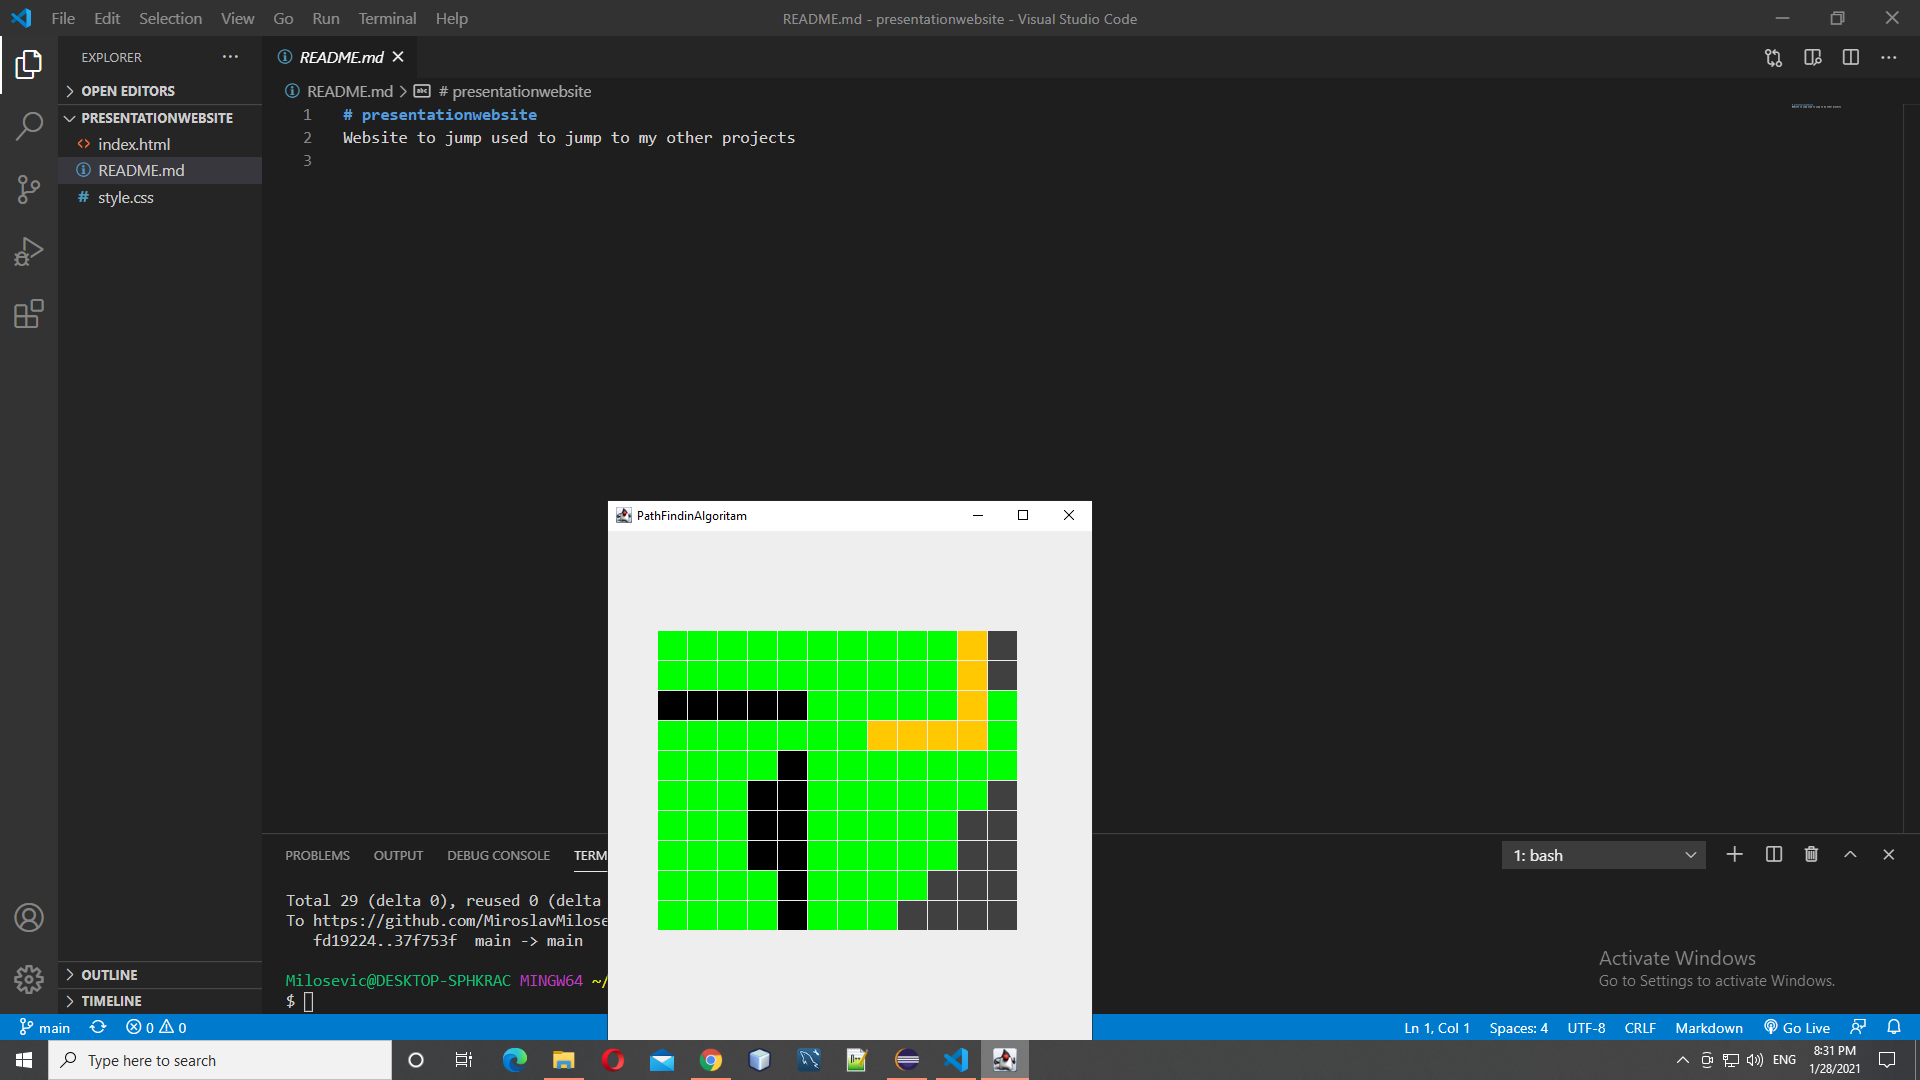 File Edit Selection View Go Run Terminal Help
README.md - presentationwebsite - Visual Studio Code
EXPLORER
OPEN EDITORS
PRESENTATIONWEBSITE
index.html
README.md
style.css
OUTLINE
TIMELINE
README.md
README.md > # presentationwebsite
1 # presentationwebsite
2 Website to jump used to jump to my other projects
3
PathFindinAlgoritam
PROBLEMS OUTPUT DEBUG CONSOLE TERM
1: bash
Total 29 (delta 0), reused 0 (delta
To https://github.com/MiroslavMilose
fd19224..37f753f main -> main
Milosevic@DESKTOP-SPHKRAC MINGW64 ~/
$
Activate Windows
Go to Settings to activate Windows.
main 0 0
Ln 1, Col 1 Spaces: 4 UTF-8 CRLF Markdown Go Live
Type here to search
ENG
8:31 PM
1/28/2021